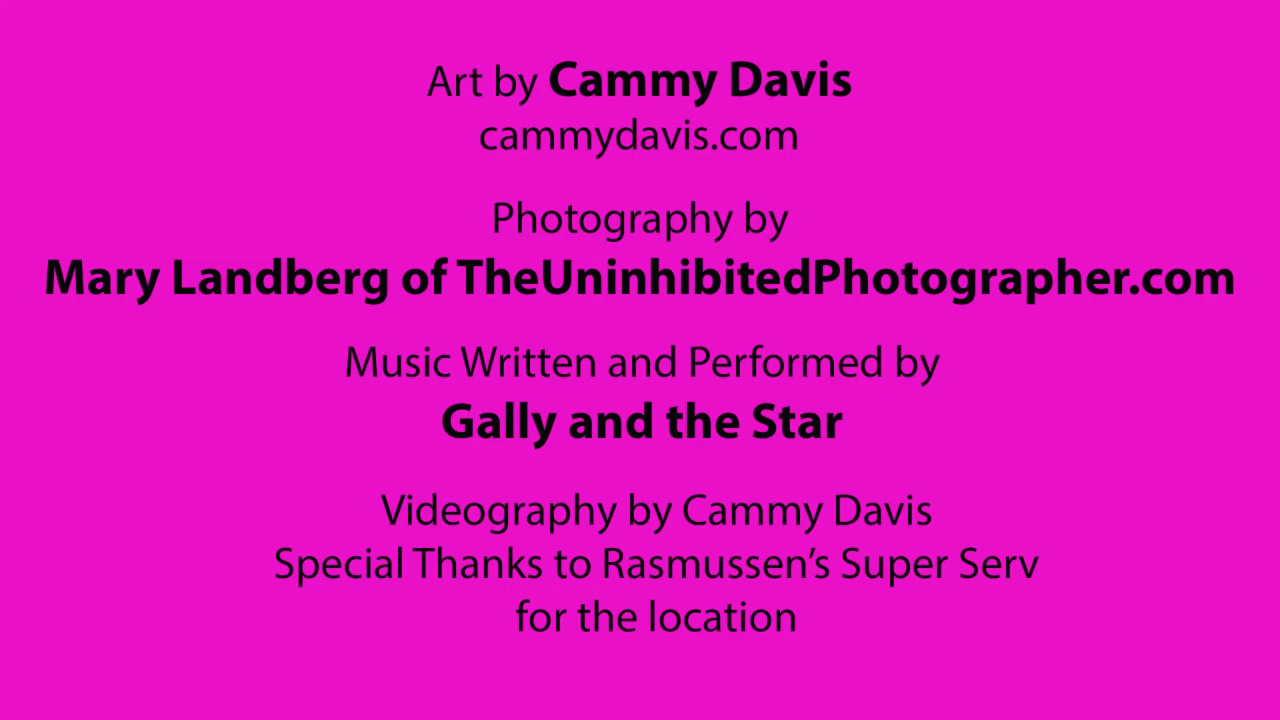 Art by Cammy Davis
cammydavis.com
Photography by
Mary Landberg of TheUninhibitedPhotographer.com
Music Written and Performed by
Gally and the Star
Videography by Cammy Davis
Special Thanks to Rasmussen’s Super Serv
for the location